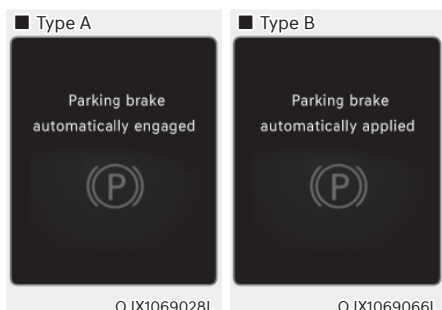 ■ Type A
Parking brake
automatically engaged
(P)
OJX1069028L
■ Type B
Parking brake
automatically applied
(P)
OJX1069066L